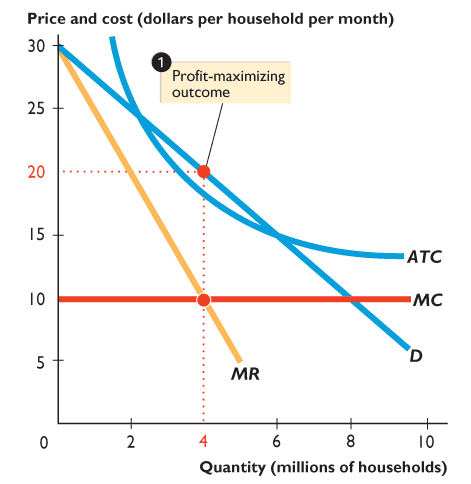 Price and cost (dollars per household per month)
30
1
Profit-maximizing
outcome
25
20
15
ATC
10
MC
D
5
MR
0
2
4
6
8
10
Quantity (millions of households)